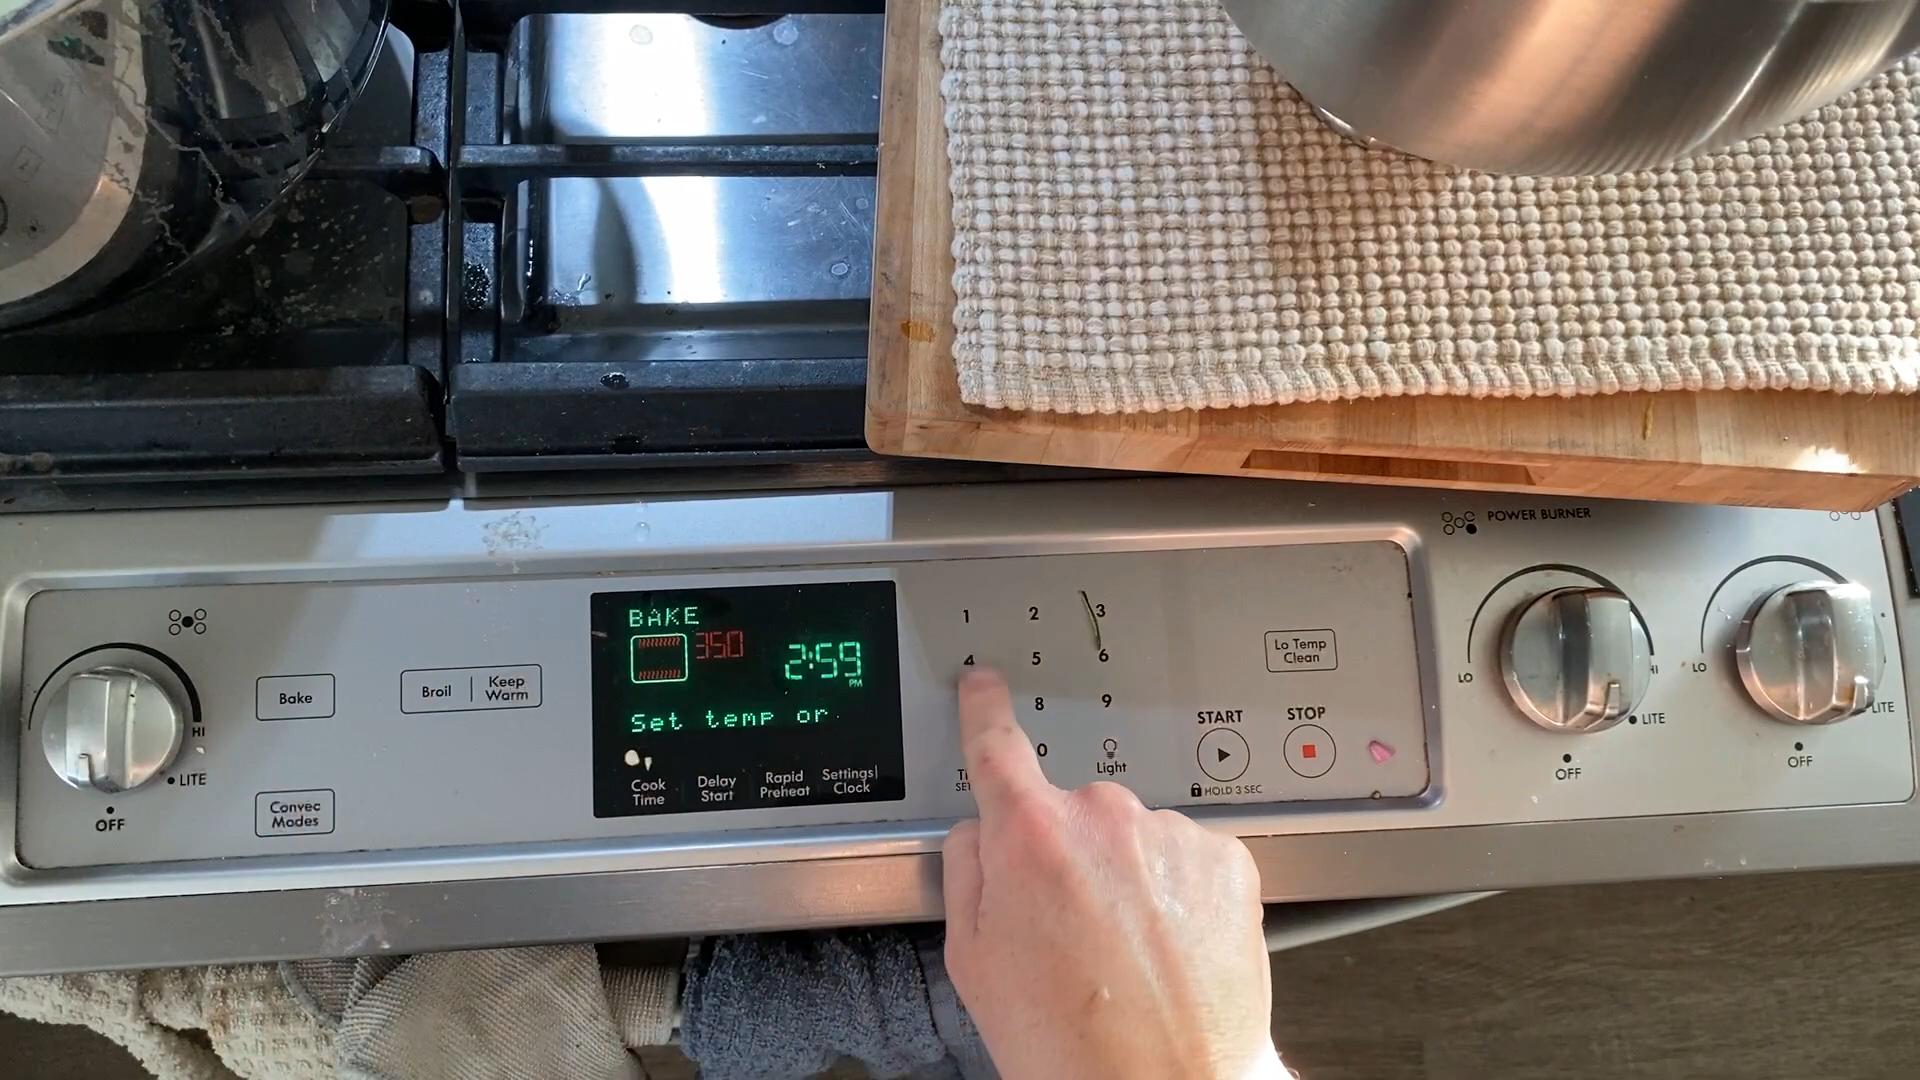 POWER BURNER
HI
LITE
OFF
Bake
Broil
Keep
Warm
Convec
Modes
BAKE
350
2:59
PM
Set temp or
Cook
Time
Delay
Start
Rapid
Preheat
Settings
Clock
1 2 3
4 5 6
8 9
0
Light
Lo Temp
Clean
START
STOP
HOLD 3 SEC
LO
HI
LITE
OFF
LO
LITE
OFF